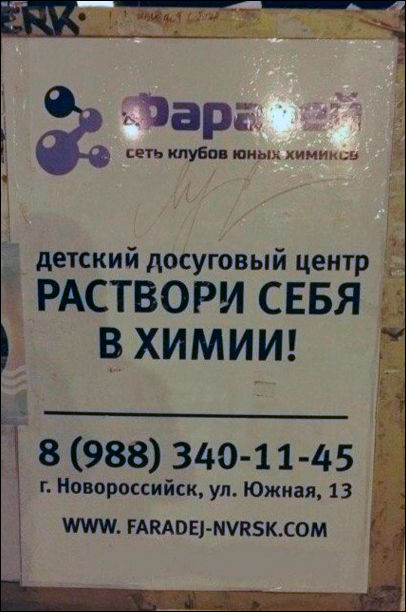 Фарадей
сеть клубов юных химиков
детский досуговый центр
РАСТВОРИ СЕБЯ
В ХИМИИ!
8 (988) 340-11-45
г. Новороссийск, ул. Южная, 13
WWW. FARADEJ-NVRSK.COM